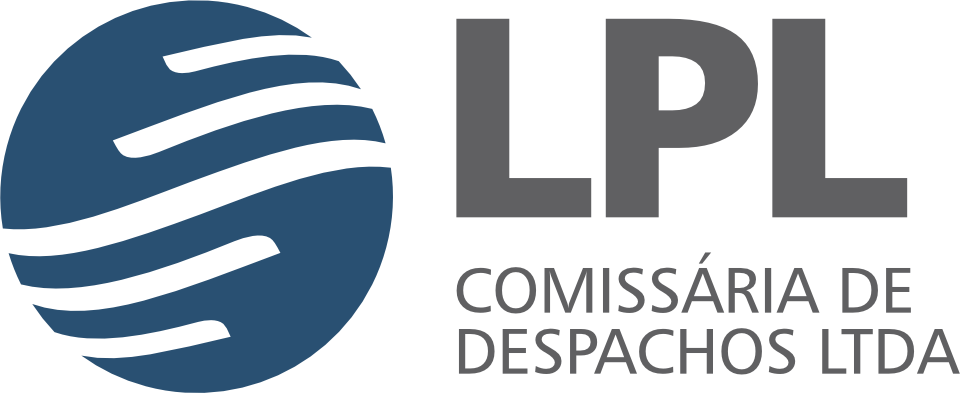 LPL
COMISSÁRIA DE
DESPACHOS LTDA